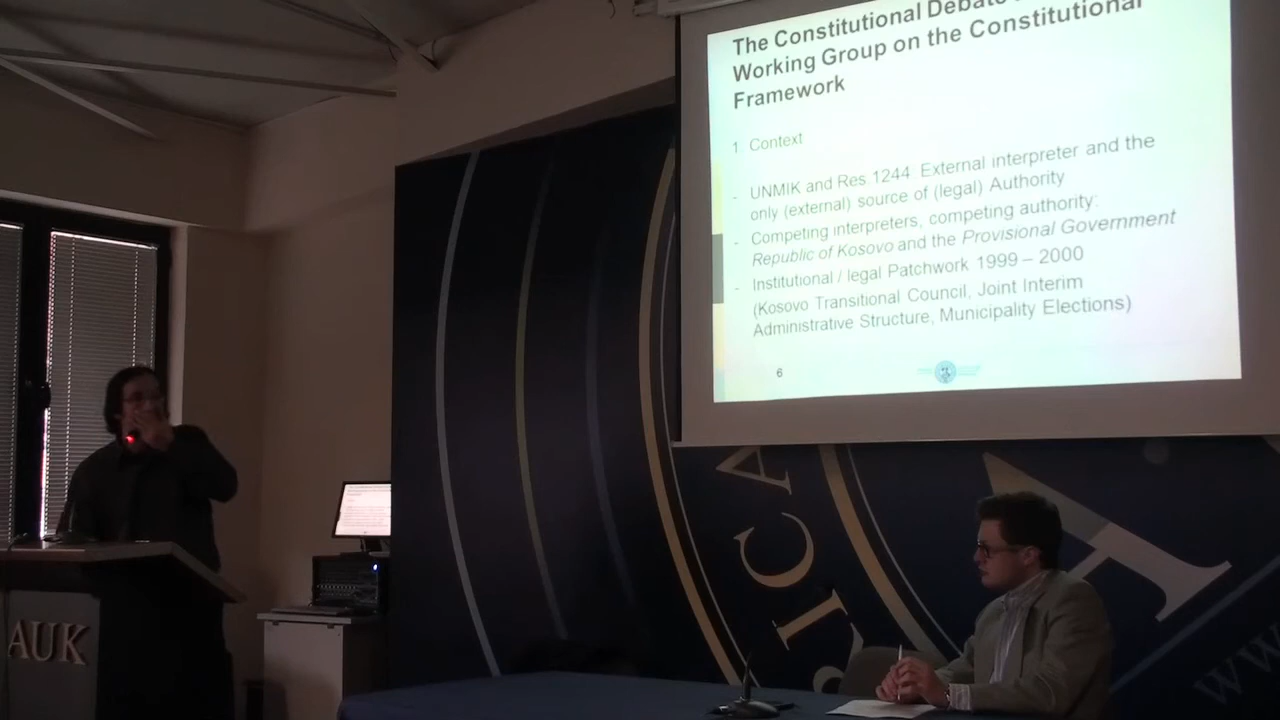 The Constitutional Debate
Working Group on the Constitutional
Framework
1 Context
- UNMIK and Res 1244: External interpreter and the
only (external) source of (legal) Authority
- Competing interpreters, competing authority:
Republic of Kosovo and the Provisional Government
- Institutional / legal Patchwork 1999 – 2000
(Kosovo Transitional Council, Joint Interim
Administrative Structure, Municipality Elections)
6
AUK
RICA
A
WW